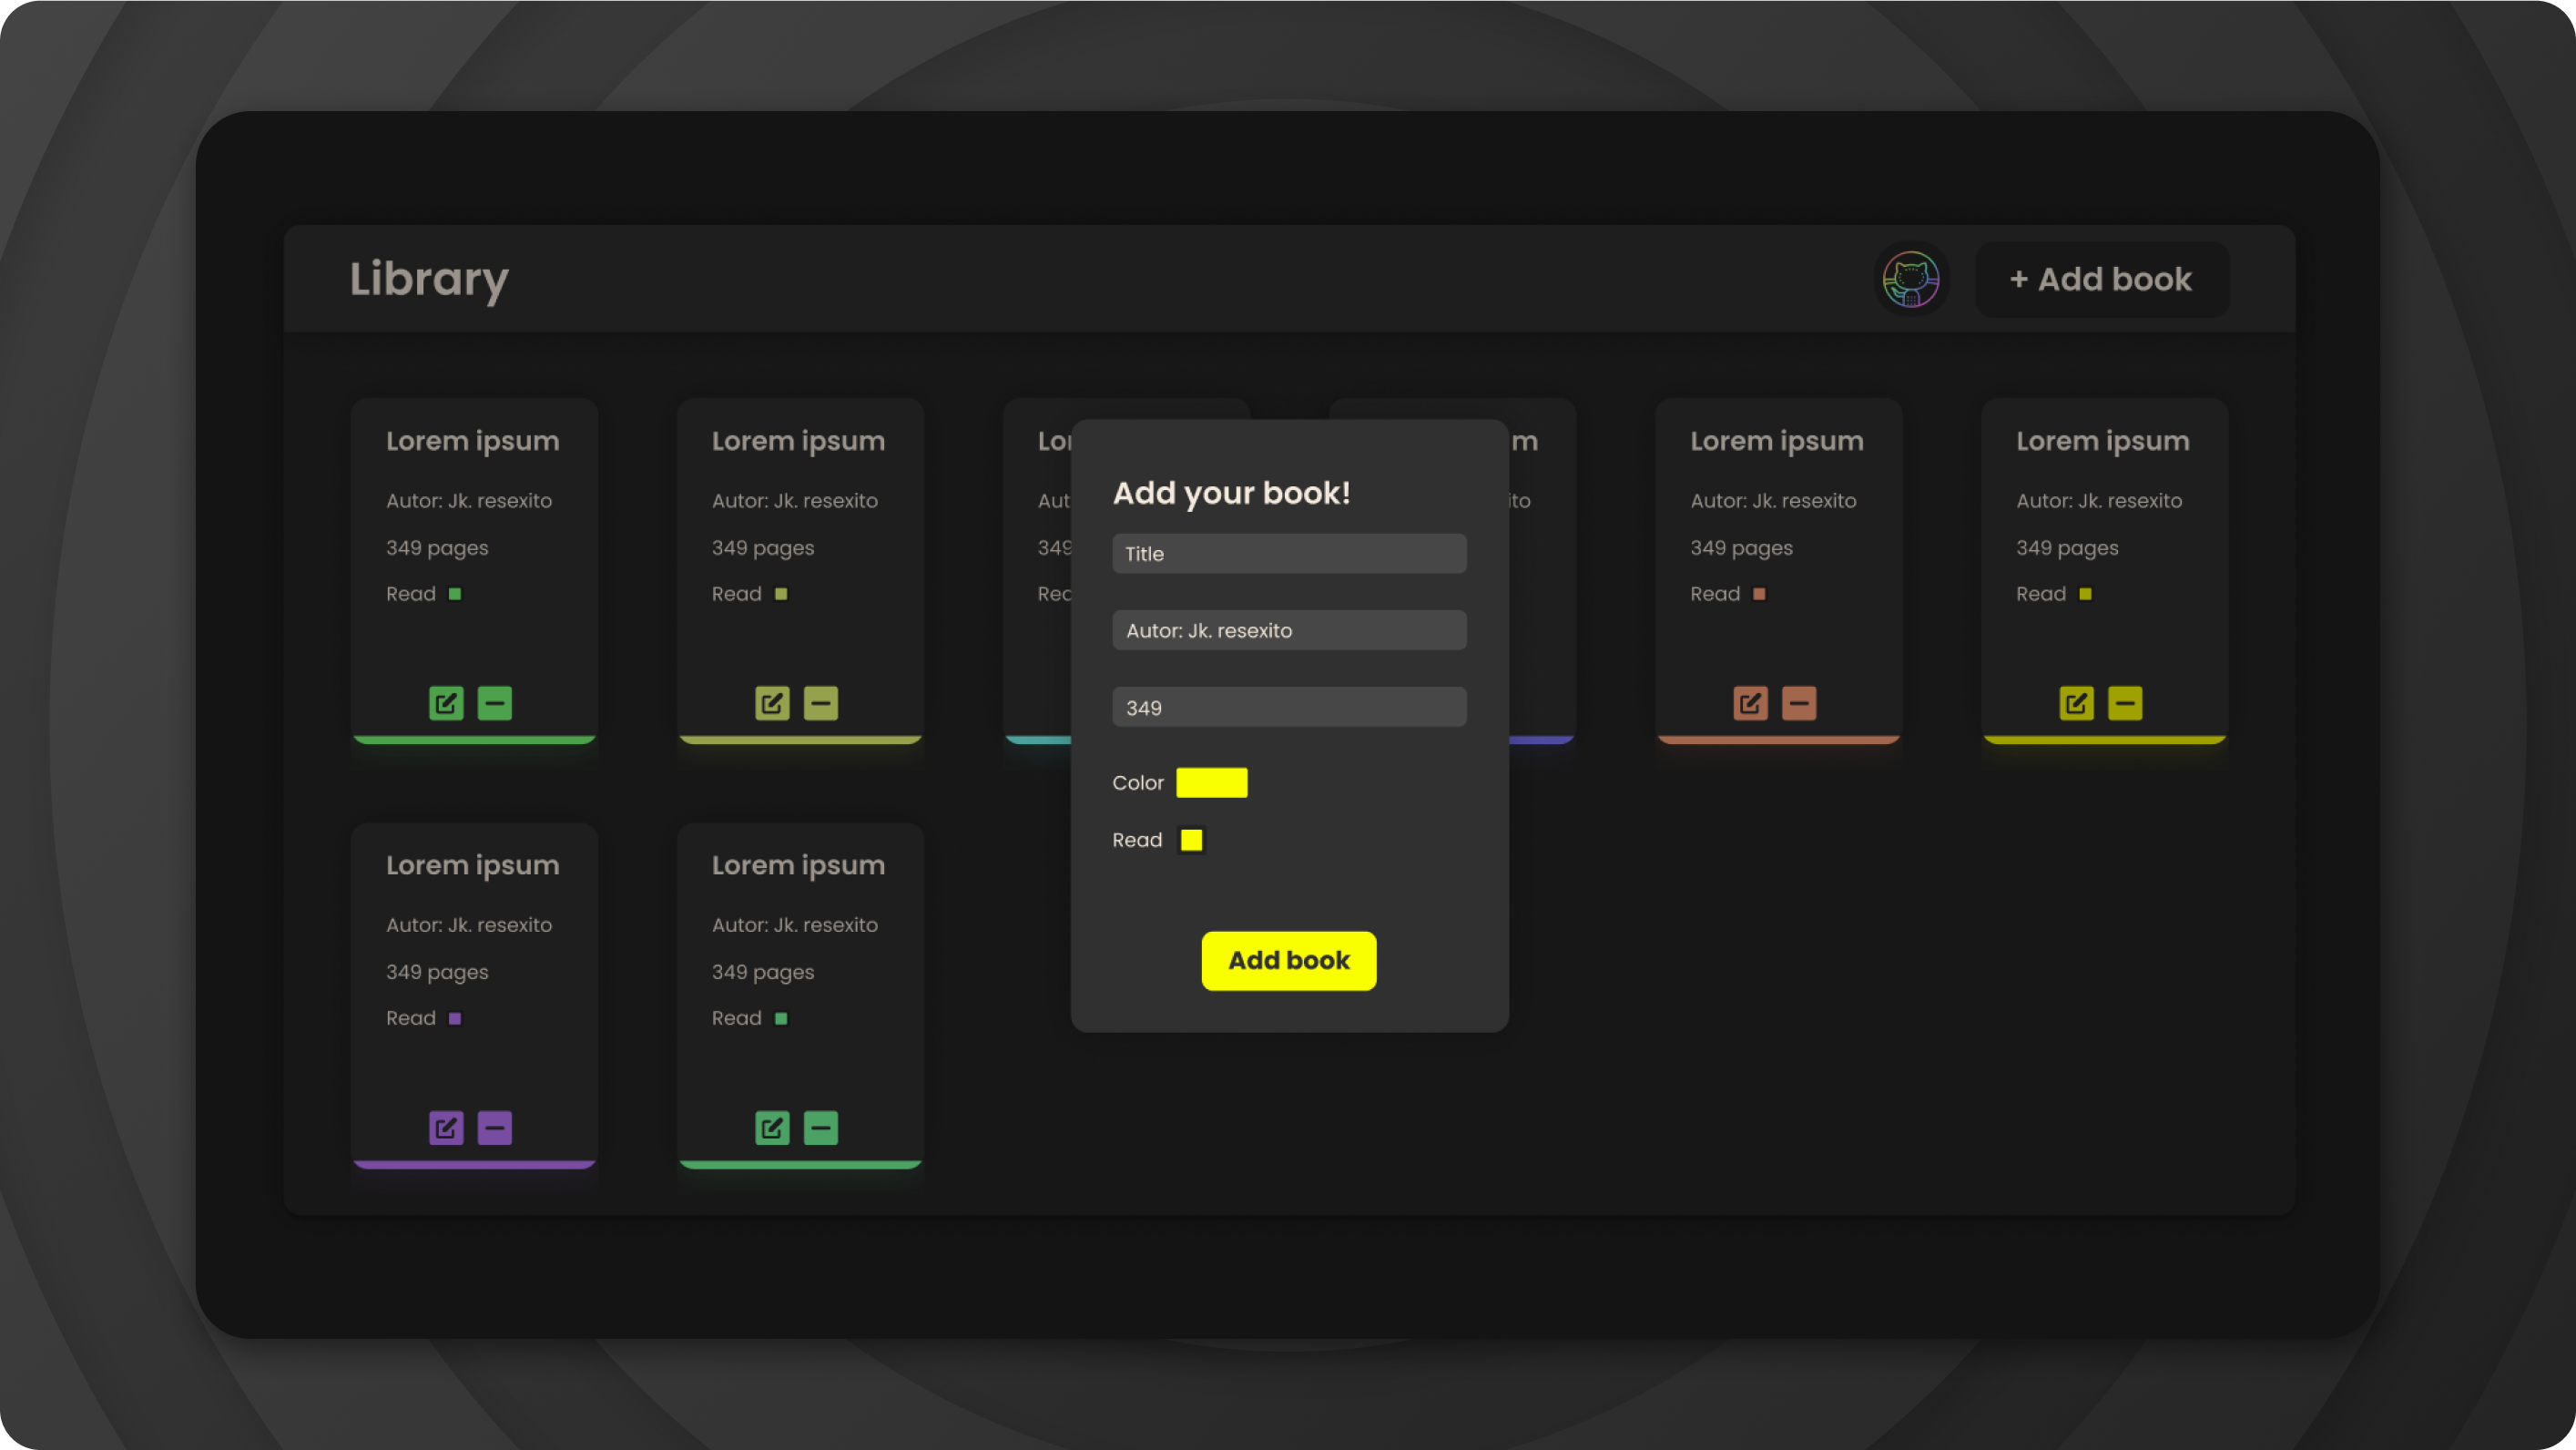 Library
+ Add book
Lorem ipsum
Autor: Jk. resexito
349 pages
Read
Lorem ipsum
Autor: Jk. resexito
349 pages
Read
Lor
Aut
349
Rea
m
ito
Lorem ipsum
Autor: Jk. resexito
349 pages
Read
Lorem ipsum
Autor: Jk. resexito
349 pages
Read
Add your book!
Title
Autor: Jk. resexito
349
Color
Read
Add book
Lorem ipsum
Autor: Jk. resexito
349 pages
Read
Lorem ipsum
Autor: Jk. resexito
349 pages
Read